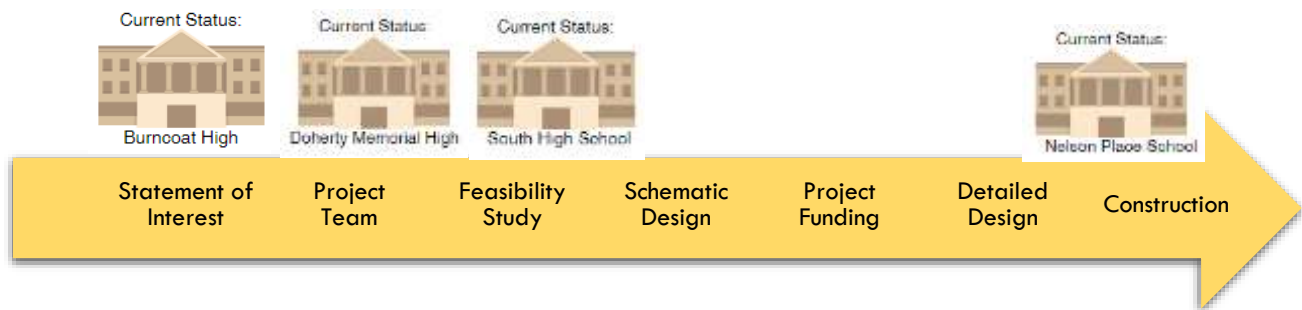 Current Status:
Burncoat High
Current Status
Doherty Memorial High
Current Status:
South High School
Current Status:
Nelson Place School
Statement of
Interest
Project
Team
Feasibility
Study
Schematic
Design
Project
Funding
Detailed
Design
Construction